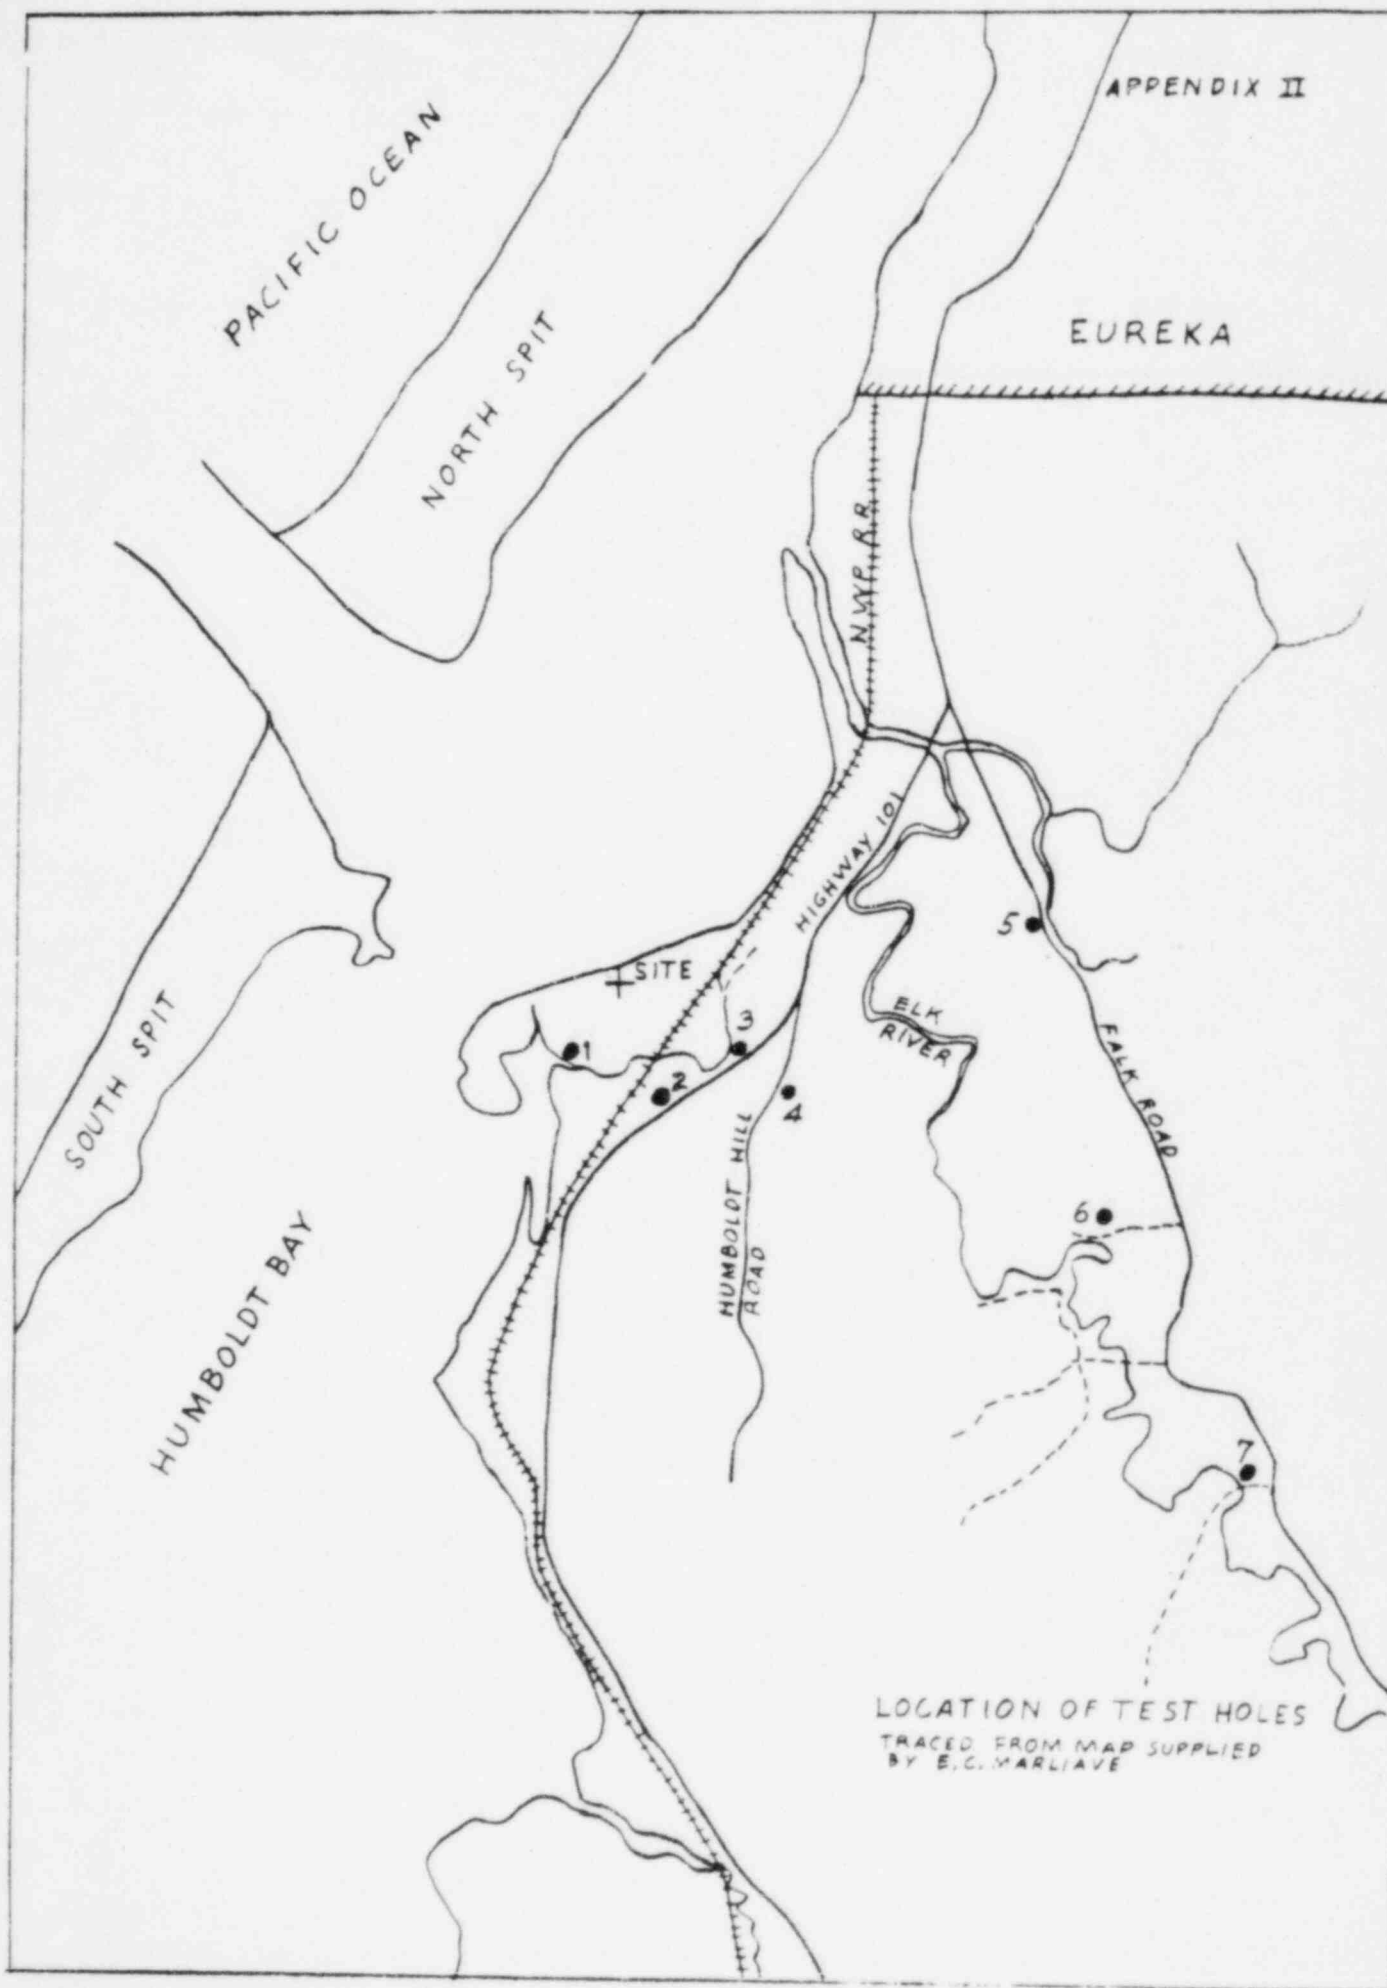 APPENDIX II
PACIFIC OCEAN
EUREKA
NORTH SPIT
N.W.P. R.R.
HIGHWAY 101
5
SITE
ELK
RIVER
SOUTH SPIT
1
3
2
4
FALK ROAD
HUMBOLDT HILL
ROAD
6
HUMBOLDT BAY
7
LOCATION OF TEST HOLES
TRACED FROM MAP SUPPLIED
BY E.C. MARLIAVE